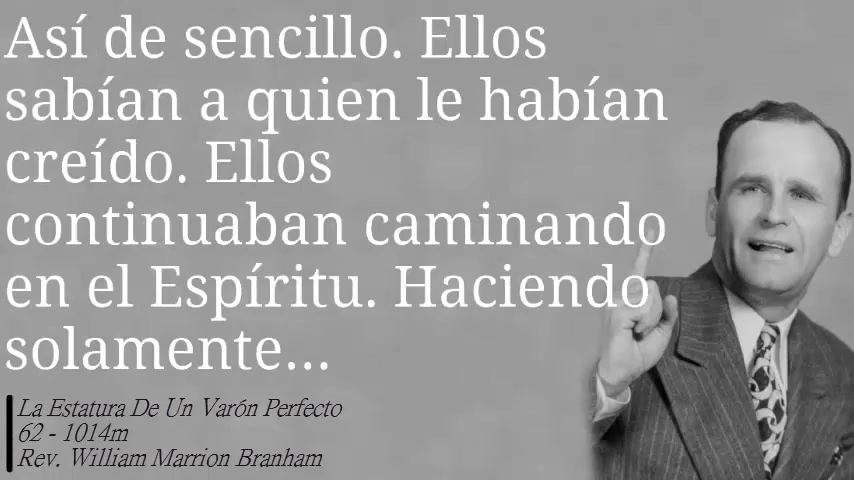 Así de sencillo. Ellos
sabían a quien le habían
creído. Ellos
continuaban caminando
en el Espíritu. Haciendo
solamente...
La Estatura De Un Varón Perfecto
62 - 1014m
Rev. William Marrion Branham